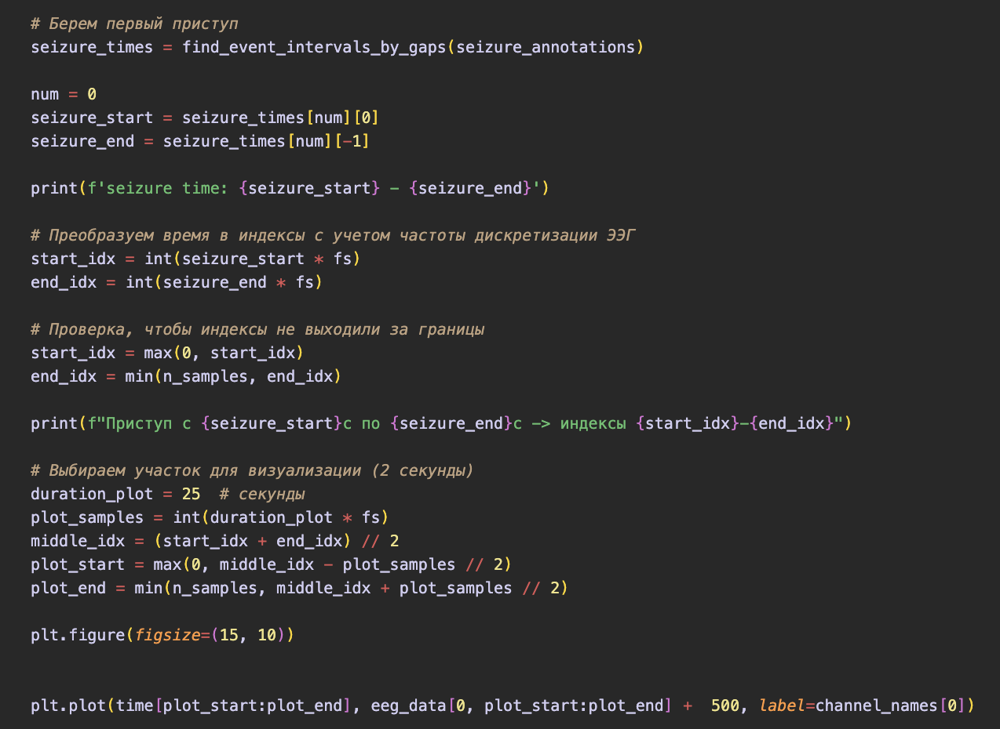 # Берем первый приступ
seizure_times = find_event_intervals_by_gaps(seizure_annotations)
num = 0
seizure_start = seizure_times[num][0]
seizure_end = seizure_times[num][-1]
print(f'seizure time: {seizure_start} - {seizure_end}')
# Преобразуем время в индексы с учетом частоты дискретизации ЭЭГ
start_idx = int(seizure_start * fs)
end_idx = int(seizure_end * fs)
# Проверка, чтобы индексы не выходили за границы
start_idx = max(0, start_idx)
end_idx = min(n_samples, end_idx)
print(f"Приступ с {seizure_start}с по {seizure_end}с -> индексы {start_idx}-{end_idx}")
# Выбираем участок для визуализации (2 секунды)
duration_plot = 25  # секунды
plot_samples = int(duration_plot * fs)
middle_idx = (start_idx + end_idx) // 2
plot_start = max(0, middle_idx - plot_samples // 2)
plot_end = min(n_samples, middle_idx + plot_samples // 2)
plt.figure(figsize=(15, 10))
plt.plot(time[plot_start:plot_end], eeg_data[0, plot_start:plot_end] +  500, label=channel_names[0])